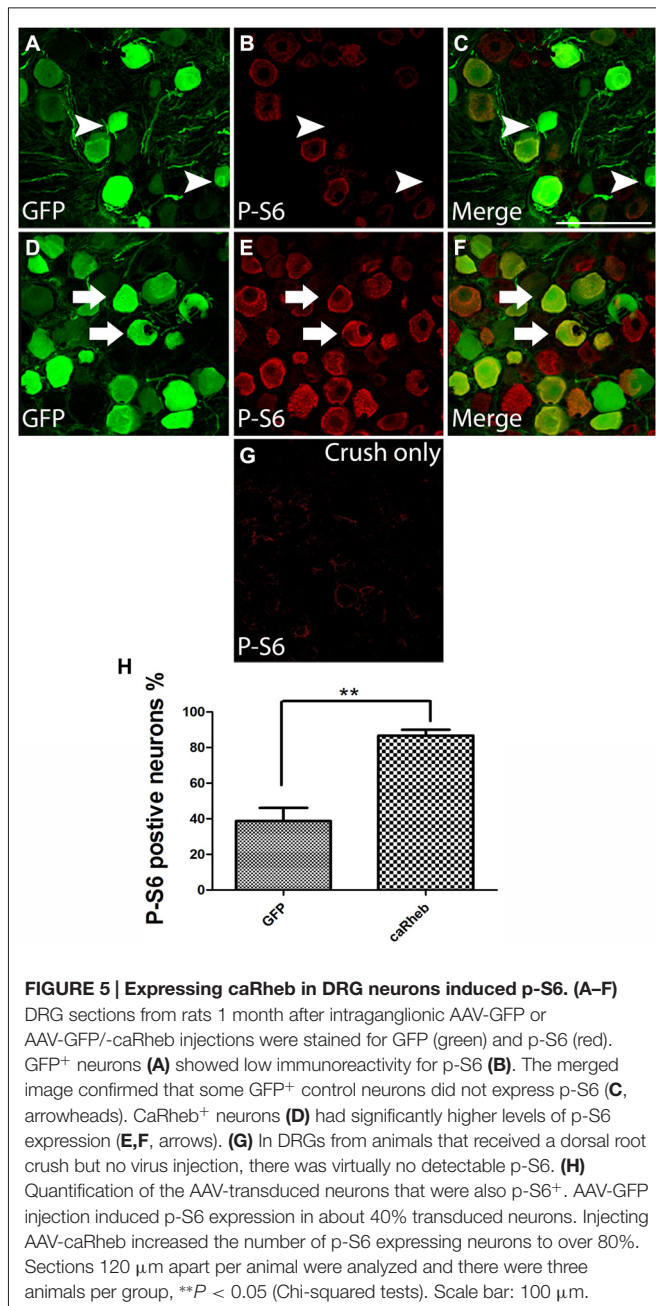 A
B
C
GFP
P-S6
Merge
D
E
F
GFP
P-S6
Merge
G
Crush only
P-S6
H
P-S6 postive neurons %
100
80
60
40
20
0
**
GFP
caRheb
FIGURE 5 | Expressing caRheb in DRG neurons induced p-S6. (A–F)
DRG sections from rats 1 month after intraganglionic AAV-GFP or
AAV-GFP/-caRheb injections were stained for GFP (green) and p-S6 (red).
GFP+ neurons (A) showed low immunoreactivity for p-S6 (B). The merged
image confirmed that some GFP+ control neurons did not express p-S6 (C,
arrowheads). CaRheb+ neurons (D) had significantly higher levels of p-S6
expression (E,F, arrows). (G) In DRGs from animals that received a dorsal root
crush but no virus injection, there was virtually no detectable p-S6. (H)
Quantification of the AAV-transduced neurons that were also p-S6+. AAV-GFP
injection induced p-S6 expression in about 40% transduced neurons. Injecting
AAV-caRheb increased the number of p-S6 expressing neurons to over 80%.
Sections 120 μm apart per animal were analyzed and there were three
animals per group, **P < 0.05 (Chi-squared tests). Scale bar: 100 μm.